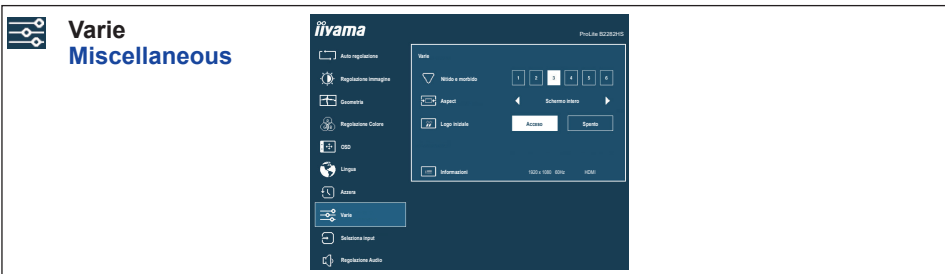 Varie
Miscellaneous
iiyama
ProLite B2282HS
Auto regolazione
Regolazione immagine
Geometria
Regolazione Colore
OSD
Lingua
Azzera
Varie
Seleziona input
Regolazione Audio
Varie
Nitido e morbido
1 2 3 4 5 6
Aspect
Schermo intero
Logo iniziale
Acceso Spento
Informazioni
1920 x 1080 60Hz HDMI